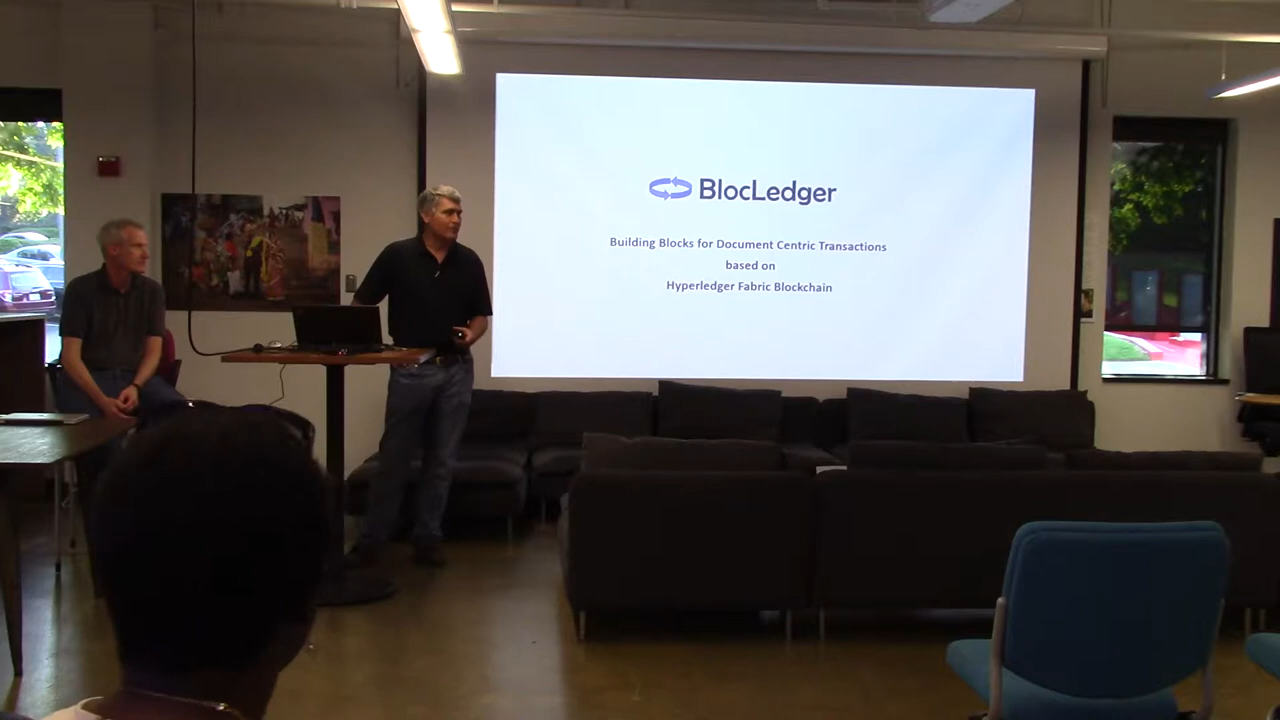 BlocLedger
Building Blocks for Document Centric Transactions
based on
Hyperledger Fabric Blockchain